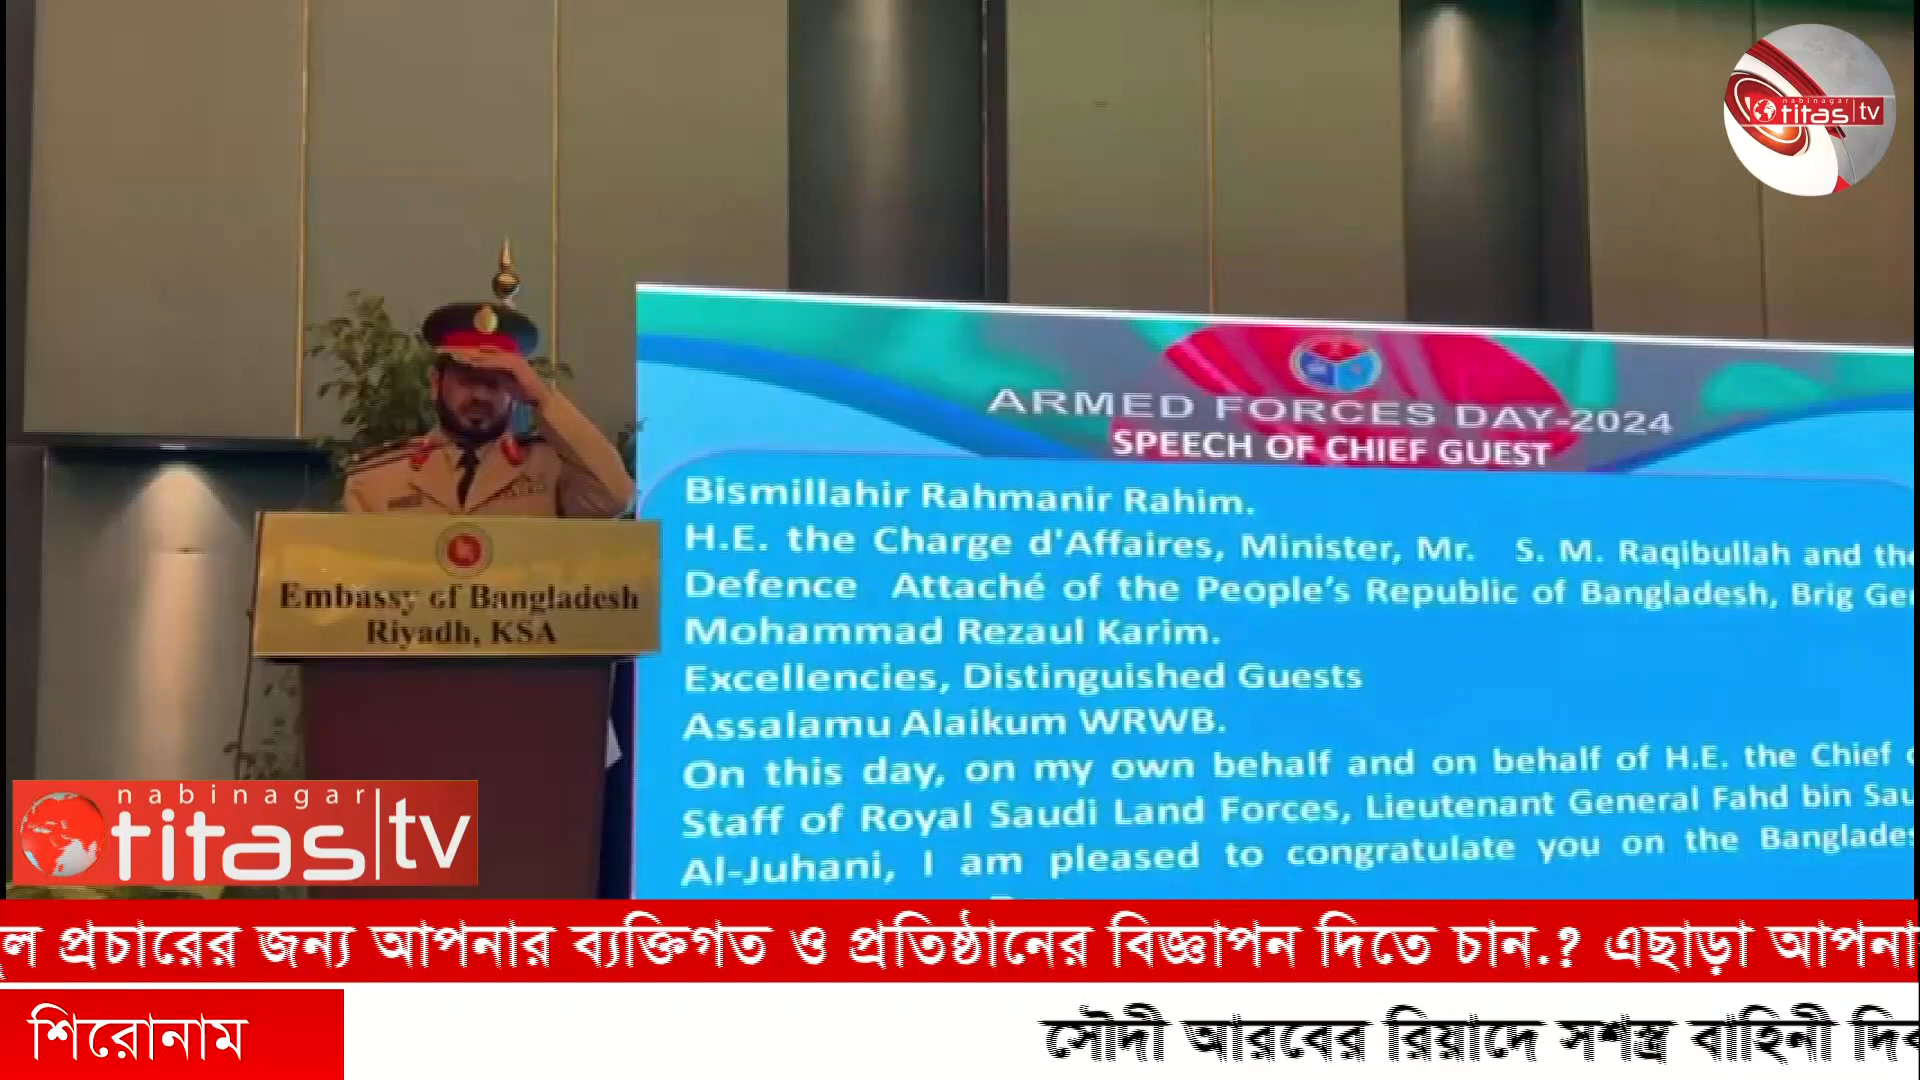 nabinagar
titas tv
ARMED FORCES DAY-2024
SPEECH OF CHIEF GUEST
Bismillahir Rahmanir Rahim.
H.E. the Charge d'Affaires, Minister, Mr. S. M. Raqibullah and the
Defence Attaché of the People's Republic of Bangladesh, Brig
Mohammad Rezaul Karim.
Excellencies, Distinguished Guests
Assalamu Alaikum WRWB.
On this day, on my own behalf and on behalf of H.E. the Chief
Staff of Royal Saudi Land Forces, Lieutenant General Fahd bin
Al-Juhani, I am pleased to congratulate you on the
Embassy of Bangladesh
Riyadh, KSA
nabinagar
titas tv
প্রচারের জন্য আপনার ব্যক্তিগত ও প্রতিষ্ঠানের বিজ্ঞাপন দিতে চান.? এছাড়া
শিরোনাম
সৌদী আরবের রিয়াদে সশস্ত্র বাহিনী